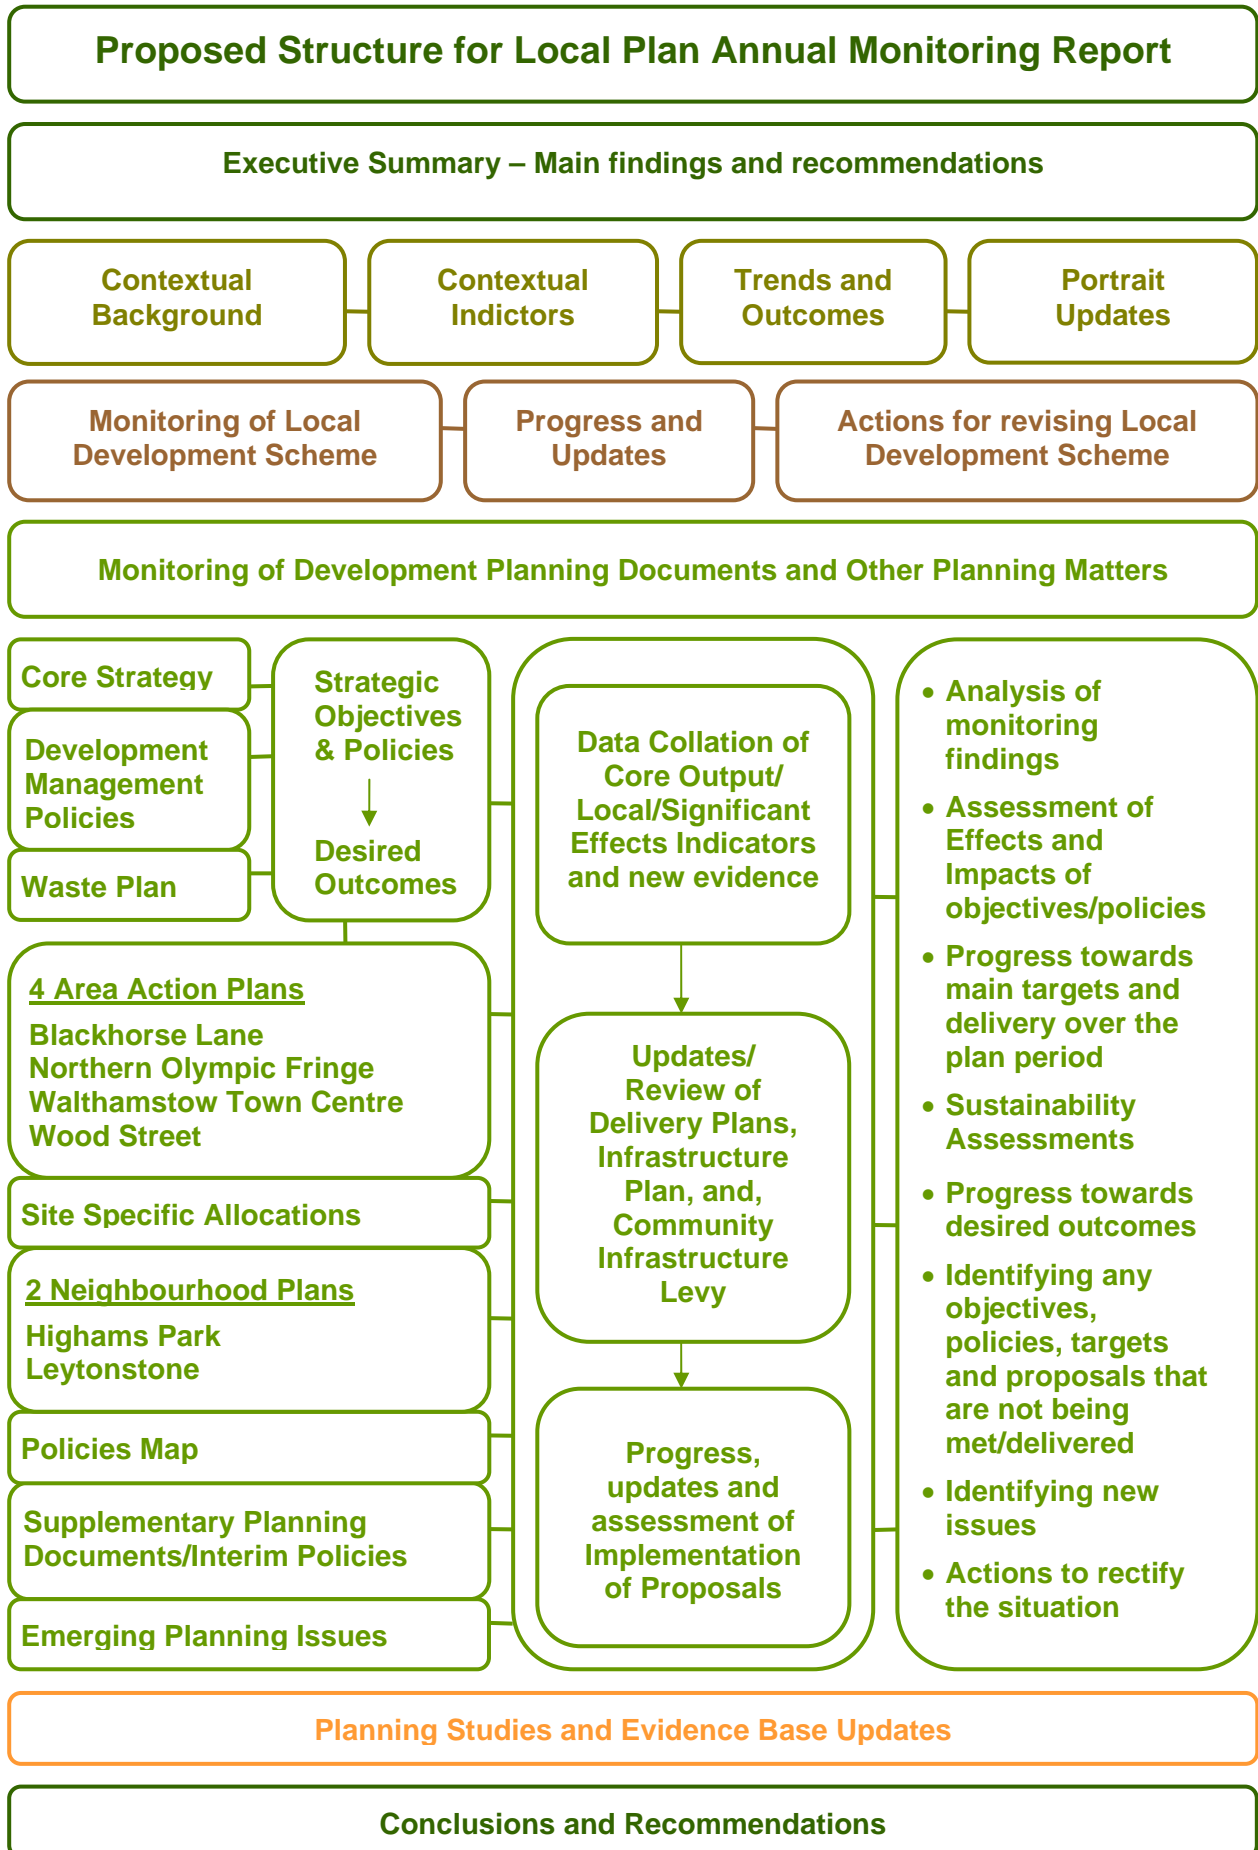 Proposed Structure for Local Plan Annual Monitoring Report
Executive Summary – Main findings and recommendations
Contextual
Background
Contextual
Indictors
Trends and
Outcomes
Portrait
Updates
Monitoring of Local
Development Scheme
Progress and
Updates
Actions for revising Local
Development Scheme
Monitoring of Development Planning Documents and Other Planning Matters
Core Strategy
Development
Management
Policies
Waste Plan
Strategic
Objectives
& Policies
Desired
Outcomes
4 Area Action Plans
Blackhorse Lane
Northern Olympic Fringe
Walthamstow Town Centre
Wood Street
Site Specific Allocations
2 Neighbourhood Plans
Highams Park
Leytonstone
Policies Map
Supplementary Planning
Documents/Interim Policies
Emerging Planning Issues
Data Collation of
Core Output/
Local/Significant
Effects Indicators
and new evidence
Updates/
Review of
Delivery Plans,
Infrastructure
Plan, and,
Community
Infrastructure
Levy
Progress,
updates and
assessment of
Implementation
of Proposals
• Analysis of
monitoring
findings
• Assessment of
Effects and
Impacts of
objectives/policies
• Progress towards
main targets and
delivery over the
plan period
• Sustainability
Assessments
• Progress towards
desired outcomes
• Identifying any
objectives,
policies, targets
and proposals that
are not being
met/delivered
• Identifying new
issues
• Actions to rectify
the situation
Planning Studies and Evidence Base Updates
Conclusions and Recommendations